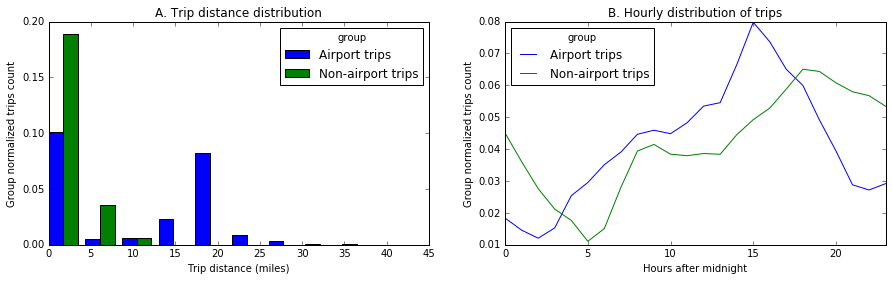 A. Trip distance distribution
Group normalized trips count
0.20
0.15
0.10
0.05
0.00
group
Airport trips
Non-airport trips
0 5 10 15 20 25 30 35 40 45
Trip distance (miles)
B. Hourly distribution of trips
Group normalized trips count
0.08
0.07
0.06
0.05
0.04
0.03
0.02
0.01
group
Airport trips
Non-airport trips
0 5 10 15 20
Hours after midnight